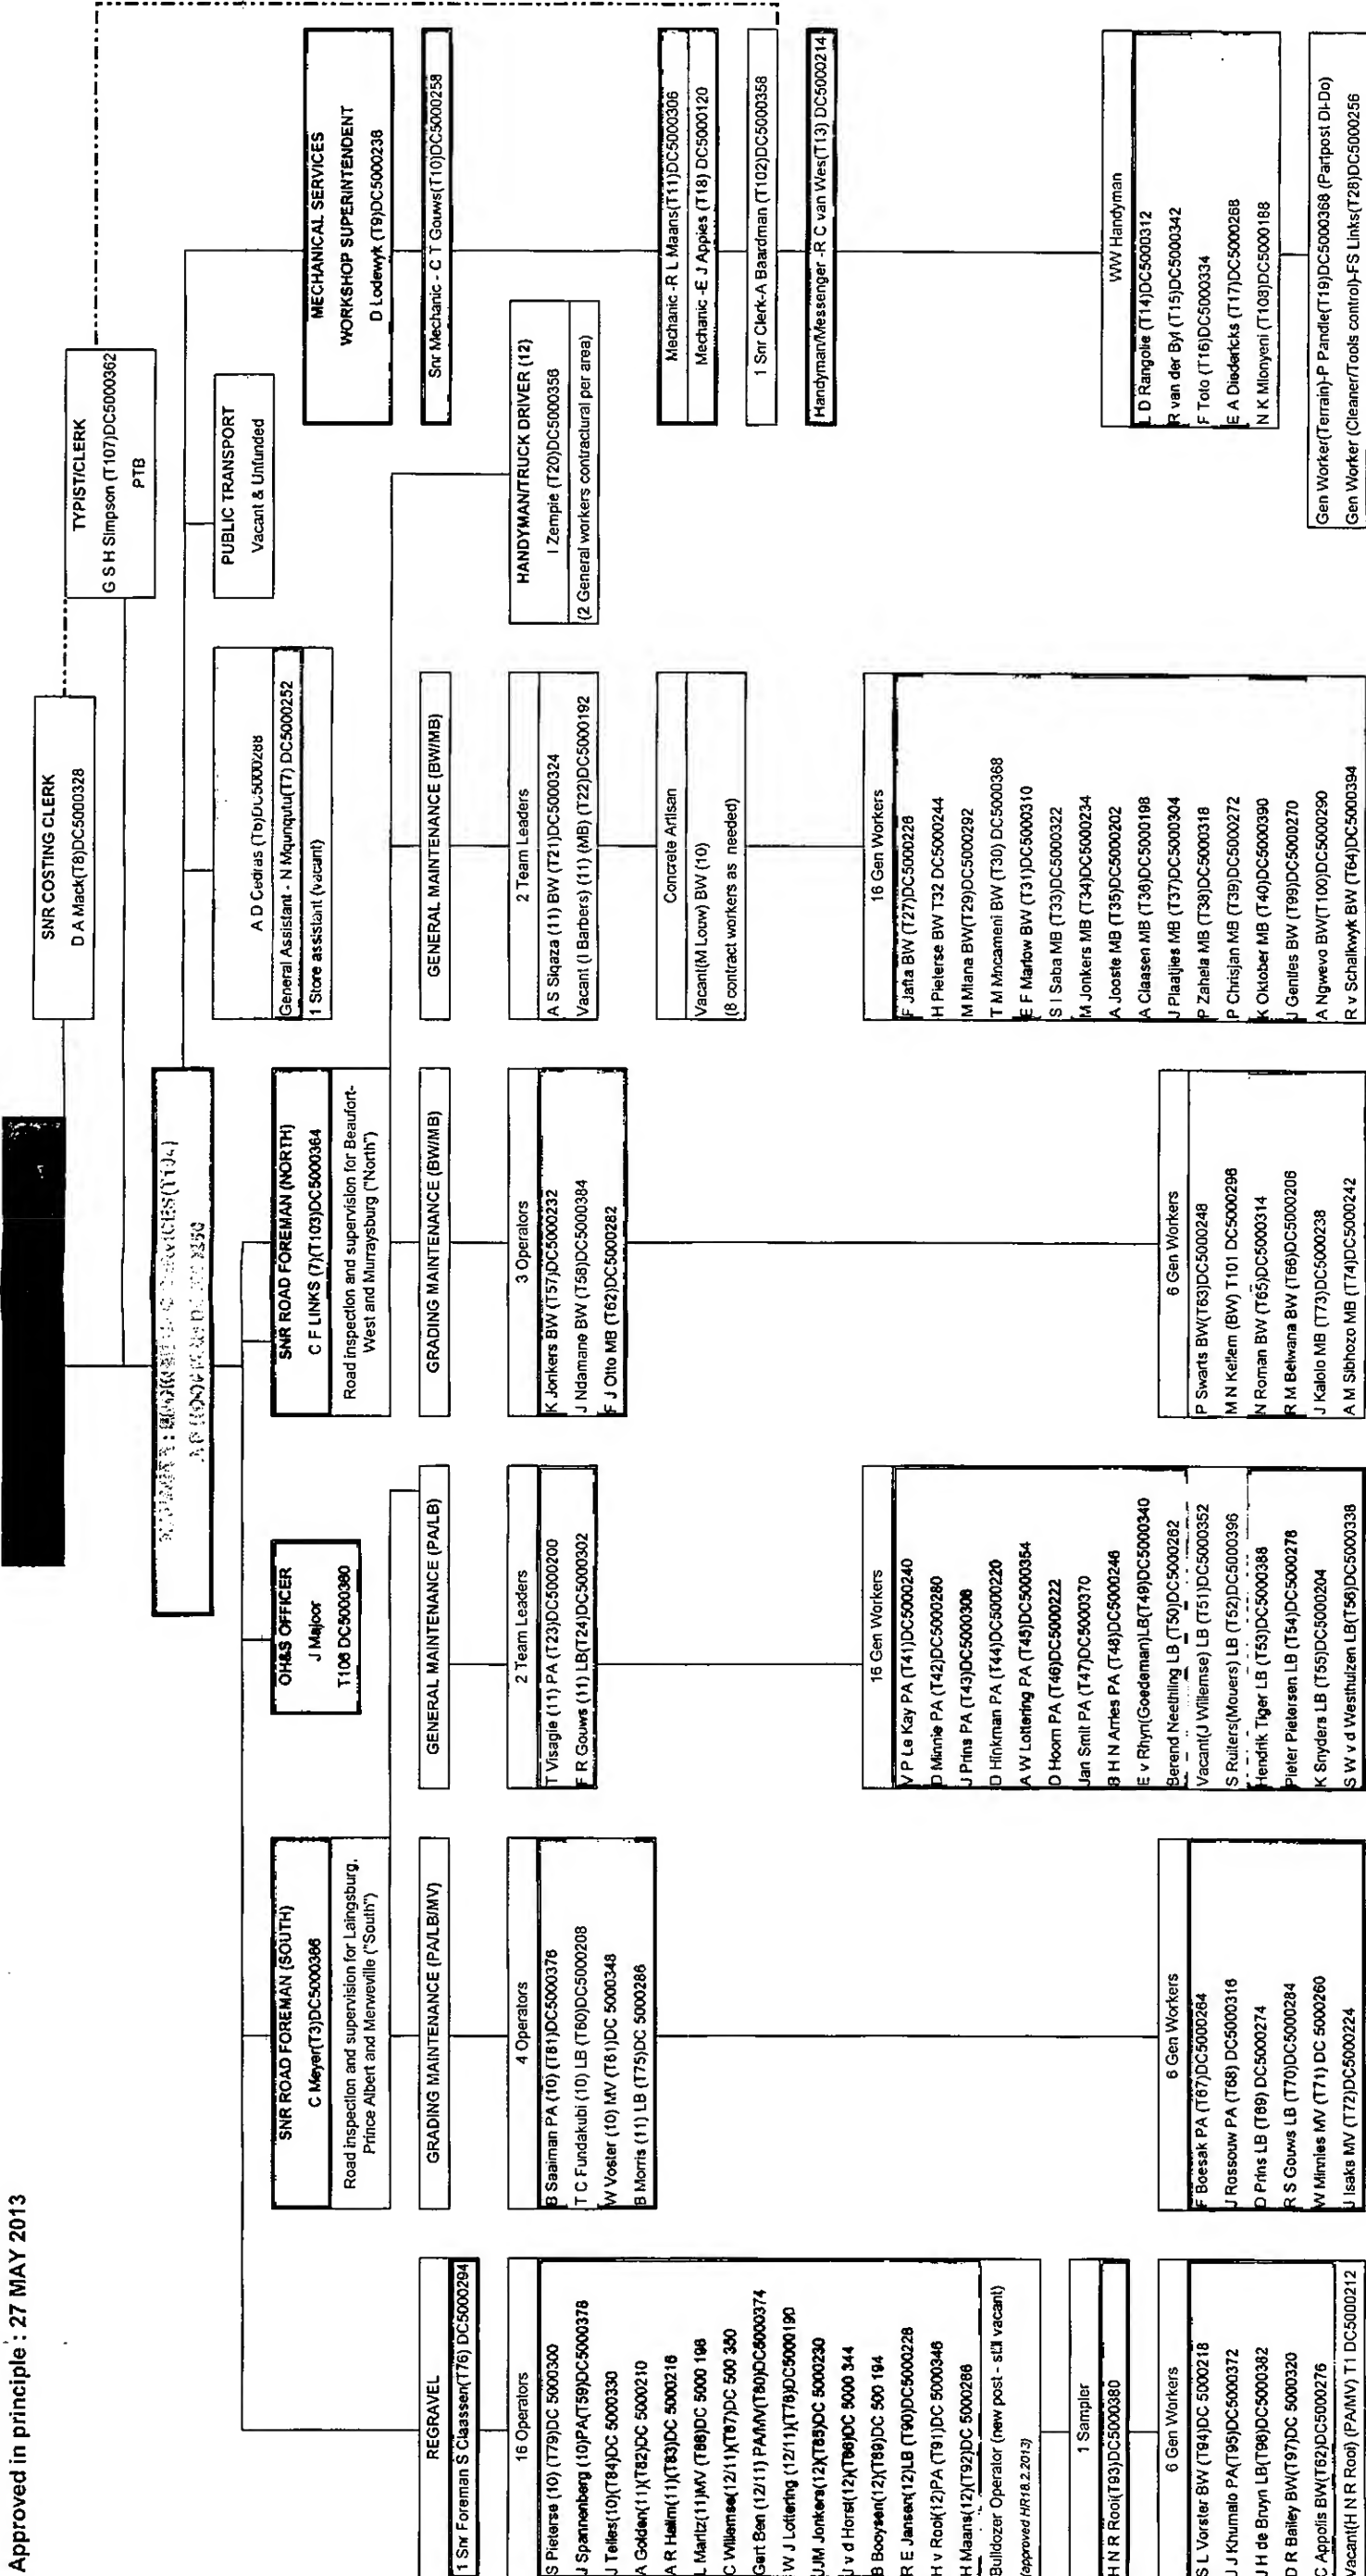 Approved in principle : 27 MAY 2013
SNR COSTING CLERK
D A Mack(T8)DC5000328
TYPIST/CLERK
G S H Simpson (T107)DC5000362
PTB
SNR ROAD FOREMAN (SOUTH)
C Meyer(T3)DC5000366
Road inspection and supervision for Laingsburg,
Prince Albert and Merweville ("South")
OH&S OFFICER
J Majoor
T106 DC5000380
SNR ROAD FOREMAN (NORTH)
C F LINKS (7)(T103)DC5000364
Road inspection and supervision for Beaufort-
West and Murraysburg ("North")
A D Cedras
General Assistant - N Mqunqutu(T7) DC5000252
1 Store assistant (vacant)
PUBLIC TRANSPORT
Vacant & Unfunded
MECHANICAL SERVICES
WORKSHOP SUPERINTENDENT
D Lodewyk (T9)DC5000238
Snr Mechanic - C T Gouws(T10)DC5000258
Mechanic -R L Maans(T11)DC5000306
Mechanic -E J Appies (T18) DC5000120
1 Snr Clerk-A Baardman (T102)DC5000358
Handyman/Messenger -R C van Wes(T13) DC5000214
WW Handyman
L D Rangolie (T14)DC5000312
R van der Byl (T15)DC5000342
F Toto (T16)DC5000334
E A Diedericks (T17)DC5000268
N K Mlonyeni (T108)DC5000188
Gen Worker(Terrain)-P Pandle(T19)DC5000368 (Partpost DI-Do)
Gen Worker (Cleaner/Tools control)-FS Links(T28)DC5000256
REGRAVEL
1 Snr Foreman S Claassen(T76) DC5000294
16 Operators
S Pieterse (10) (T79)DC 5000300
J Spannenberg (10)PA(T59)DC5000378
J Telles(10)(T84)DC 5000330
A Golden(11)(T82)DC 5000210
A R Halim(11)(T83)DC 5000216
L Maritz(11)MV (T88)DC 5000 198
C Willemse(12/11)(T87)DC 500 350
Gert Ben (12/11) PA/MV(T80)DC5000374
W J Lottering (12/11)(T78)DC5000190
JJM Jonkers(12)(T85)DC 5000230
J v d Horst(12)(T86)DC 5000 344
B Booysen(12)(T89)DC 500 194
R E Jansen(12)LB (T90)DC5000228
H v Rooi(12)PA (T91)DC 5000346
H Maans(12)(T92)DC 5000266
Bulldozer Operator (new post - still vacant)
(approved HR18.2.2013)
1 Sampler
H N R Rooi(T93)DC5000380
6 Gen Workers
S L Vorster BW (T94)DC 5000218
J J Khumalo PA(T95)DC5000372
J H de Bruyn LB(T96)DC5000382
D R Bailey BW(T97)DC 5000320
C Appolis BW(T62)DC5000276
Vacant(H N R Rooi) (PA/MV) T1 DC5000212
GRADING MAINTENANCE (PA/LB/MV)
4 Operators
B Saaiman PA (10) (T81)DC5000376
T C Fundakubi (10) LB (T60)DC5000208
W Voster (10) MV (T61)DC 5000348
B Morris (11) LB (T75)DC 5000286
6 Gen Workers
F Boesak PA (T67)DC5000264
J Rossouw PA (T68) DC5000316
D Prins LB (T69) DC5000274
R S Gouws LB (T70)DC5000284
W Minnies MV (T71) DC 5000260
J Isaks MV (T72)DC5000224
GENERAL MAINTENANCE (PA/LB)
2 Team Leaders
T Visagie (11) PA (T23)DC5000200
F R Gouws (11) LB(T24)DC5000302
16 Gen Workers
V P Le Kay PA (T41)DC5000240
D Minnie PA (T42)DC5000280
J Prins PA (T43)DC5000308
D Hinkman PA (T44)DC5000220
A W Lottering PA (T45)DC5000354
D Hoorn PA (T46)DC5000222
Jan Smit PA (T47)DC5000370
B H N Arries PA (T48)DC5000246
E v Rhyn(Goedeman)LB(T49)DC5000340
Berend Neethling LB (T50)DC5000262
Vacant(J Willemse) LB (T51)DC5000352
S Ruiters(Mouers) LB (T52)DC5000396
Hendrik Tiger LB (T53)DC5000388
Pieter Pietersen LB (T54)DC5000278
K Snyders LB (T55)DC5000204
S W v d Westhuizen LB(T56)DC5000338
GRADING MAINTENANCE (BW/MB)
3 Operators
K Jonkers BW (T57)DC5000232
J Ndamane BW (T58)DC5000384
F J Otto MB (T62)DC5000282
6 Gen Workers
P Swarts BW(T63)DC5000248
M N Kellem (BW) T101 DC5000296
N Roman BW (T65)DC5000314
R M Belwana BW (T66)DC5000206
J Kalolo MB (T73)DC5000238
A M Sibhozo MB (T74)DC5000242
GENERAL MAINTENANCE (BW/MB)
2 Team Leaders
A S Siqaza (11) BW (T21)DC5000324
Vacant (I Barbers) (11) (MB) (T22)DC5000192
Concrete Artisan
Vacant(M Louw) BW (10)
(8 contract workers as needed)
16 Gen Workers
F Jafta BW (T27)DC5000226
H Pieterse BW T32 DC5000244
M Mlana BW(T29)DC5000292
T M Mncameni BW (T30) DC5000368
E F Marlow BW (T31)DC5000310
S I Saba MB (T33)DC5000322
M Jonkers MB (T34)DC5000234
A Jooste MB (T35)DC5000202
A Claasen MB (T36)DC5000198
J Plaatjies MB (T37)DC5000304
P Zahela MB (T38)DC5000318
P Chrisjan MB (T39)DC5000272
K Oktober MB (T40)DC5000390
J Gentles BW (T99)DC5000270
A Ngwevo BW(T100)DC5000290
R v Schalkwyk BW (T64)DC5000394
HANDYMAN/TRUCK DRIVER (12)
I Zempie (T20)DC5000356
(2 General workers contractural per area)